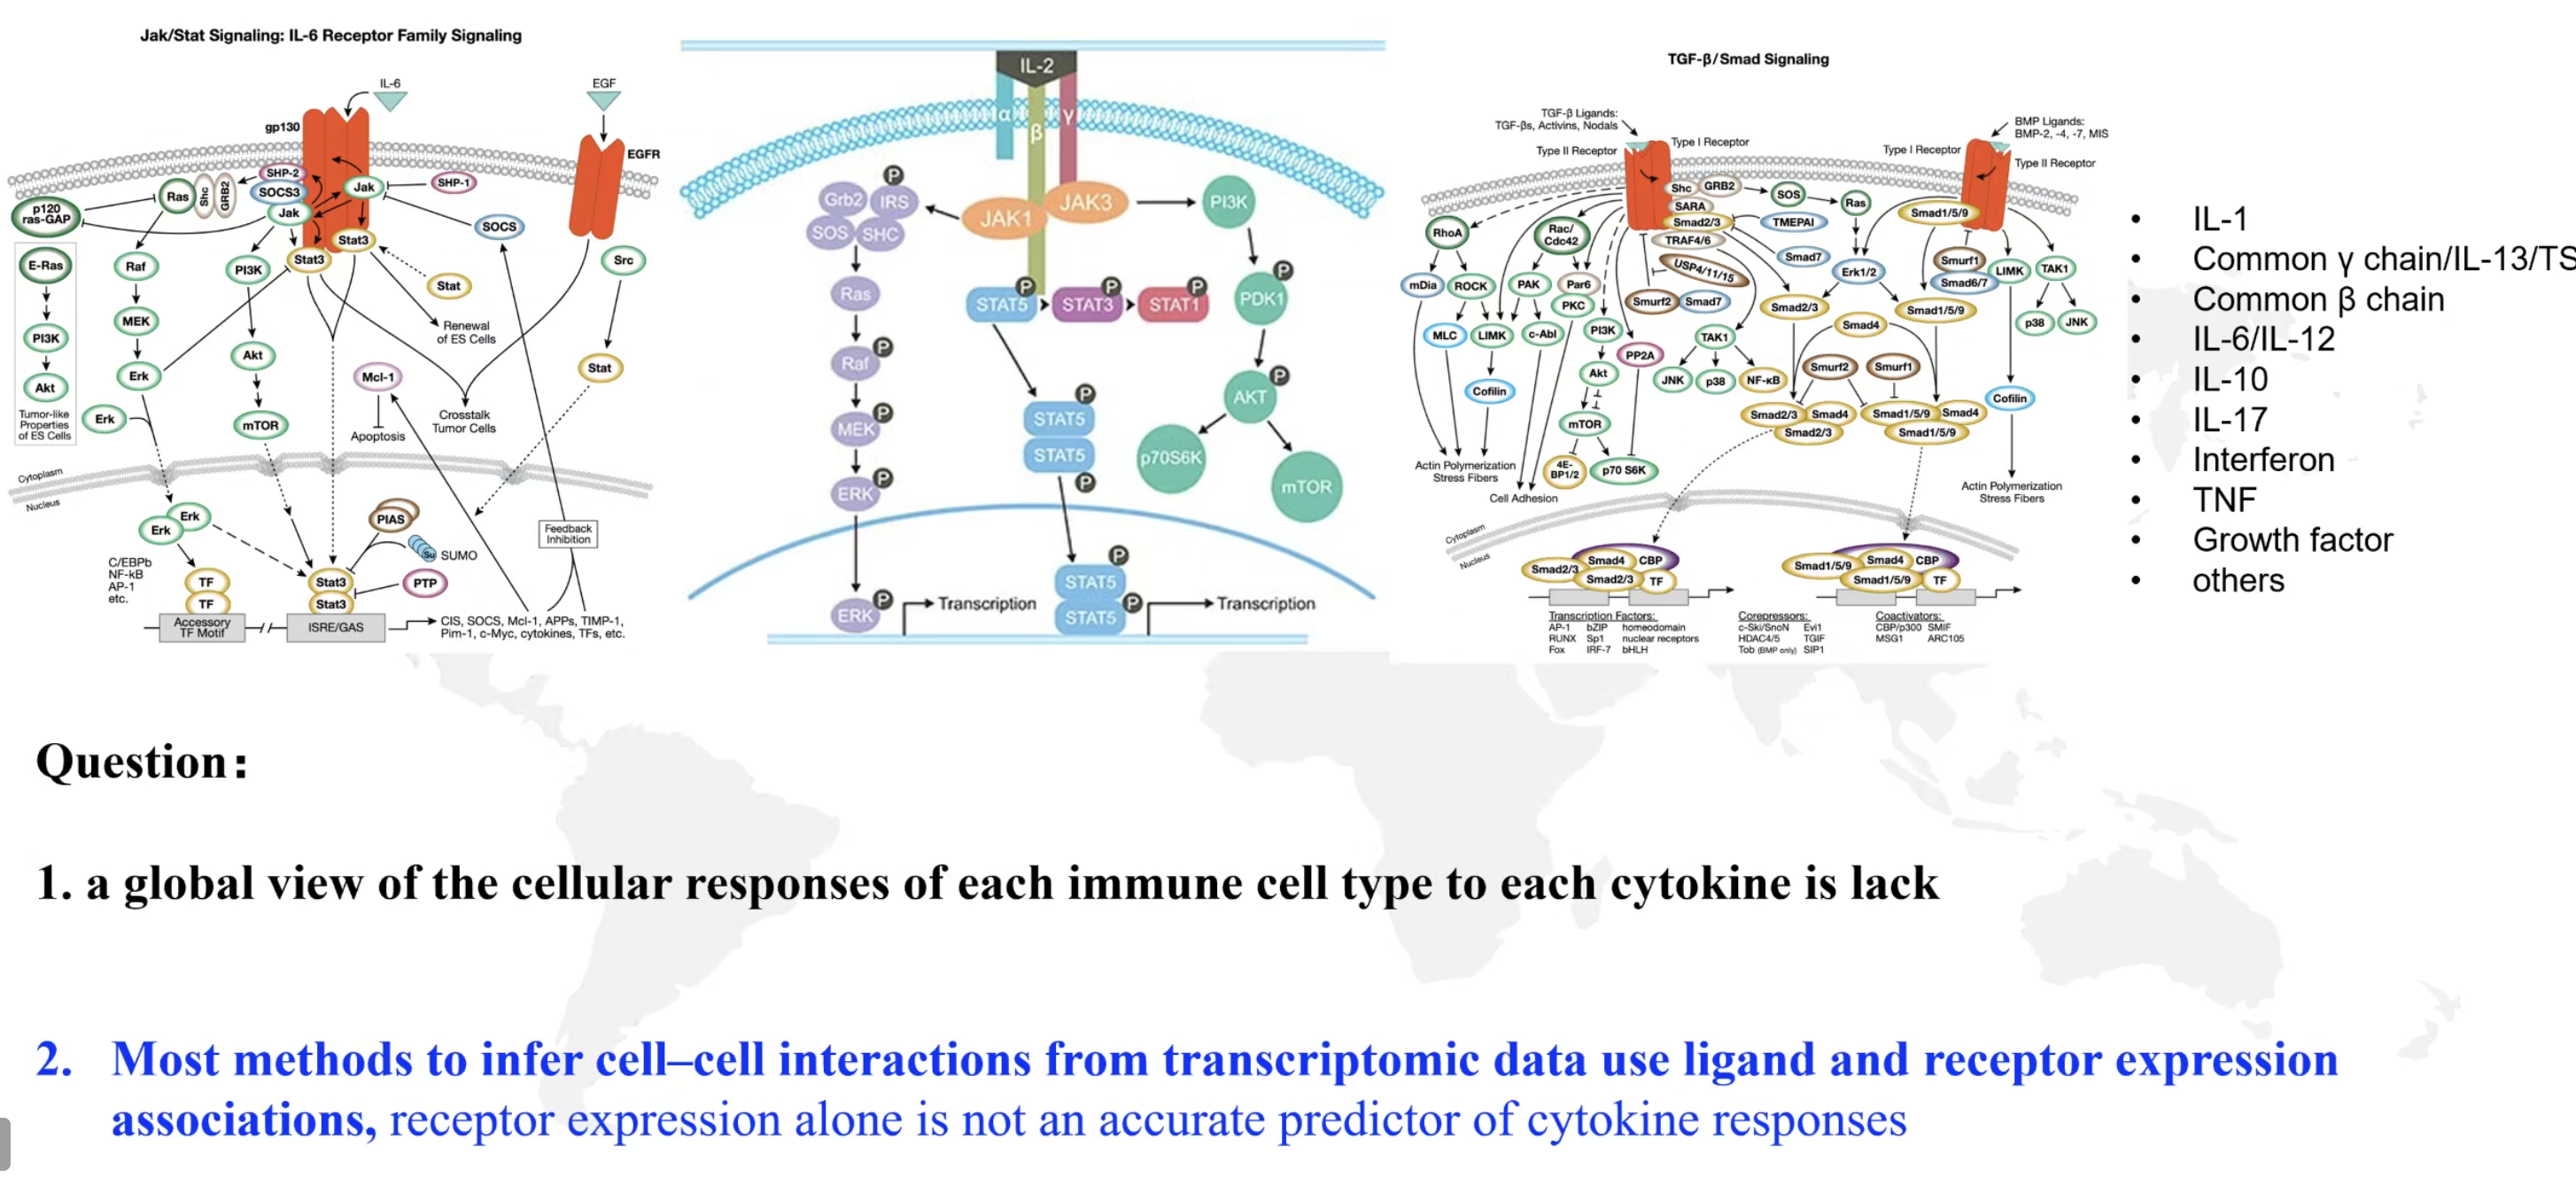 Jak/Stat Signaling: IL-6 Receptor Family Signaling
IL-6
EGF
gp130
EGFR
SHP-2
SOCS3
Jak
Jak
SHP-1
Ras
Shc
GRB2
p120
ras-GAP
SOCS
Stat3
Stat3
Src
E-Ras
Raf
PI3K
Stat
PI3K
MEK
Renewal
of ES Cells
Akt
Akt
Erk
Mcl-1
Stat
Tumor-like
Properties
of ES Cells
Erk
mTOR
Apoptosis
Crosstalk
Tumor Cells
Cytoplasm
Nucleus
Erk
Erk
PIAS
Su
SUMO
Feedback
Inhibition
C/EBPb
NF-kB
AP-1
etc.
TF
TF
Stat3
Stat3
PTP
Accessory
TF Motif
ISRE/GAS
CIS, SOCS, Mcl-1, APPs, TIMP-1,
Pim-1, c-Myc, cytokines, TFs, etc.
IL-2
α
β
γ
P
Grb2
IRS
SOS
SHC
JAK1
JAK3
PI3K
Ras
P
STAT5
P
STAT3
P
STAT1
P
PDK1
Raf
P
MEK
P
ERK
P
STAT5
P
STAT5
P
AKT
P
p70S6K
mTOR
ERK
P
Transcription
STAT5
P
STAT5
P
Transcription
TGF-β/Smad Signaling
TGF-β Ligands:
TGF-βs, Activins, Nodals
Type II Receptor
Type I Receptor
Type I Receptor
BMP Ligands:
BMP-2, -4, -7, MIS
Type II Receptor
Shc
GRB2
SOS
Ras
SARA
Smad2/3
TMEPAI
Smad1/5/9
RhoA
Rac/
Cdc42
TRAF4/6
USP4/11/15
Smad7
Erk1/2
Smurf1
Smad6/7
LIMK
TAK1
mDia
ROCK
PAK
Par6
PKC
Smurf2
Smad7
Smad2/3
Smad1/5/9
Smad4
p38
JNK
MLC
LIMK
c-Abl
PI3K
PP2A
TAK1
Akt
JNK
p38
NF-κB
Smurf2
Smurf1
Cofilin
Cofilin
mTOR
Smad2/3
Smad4
Smad2/3
Smad1/5/9
Smad4
Smad1/5/9
4E-
BP1/2
p70 S6K
Actin Polymerization
Stress Fibers
Cell Adhesion
Actin Polymerization
Stress Fibers
Cytoplasm
Nucleus
Smad2/3
Smad4
CBP
Smad2/3
TF
Smad1/5/9
Smad4
CBP
Smad1/5/9
TF
Transcription Factors:
AP-1 bZIP homeodomain
RUNX Sp1 nuclear receptors
Fox IRF-7 bHLH
Corepressors:
c-Ski/SnoN Evi1
HDAC4/5 TGIF
Tob (BMP only) SIP1
Coactivators:
CBP/p300 SMIF
MSG1 ARC105
• IL-1
• Common γ chain/IL-13/TS
• Common β chain
• IL-6/IL-12
• IL-10
• IL-17
• Interferon
• TNF
• Growth factor
• others
Question:
1. a global view of the cellular responses of each immune cell type to each cytokine is lack
2. Most methods to infer cell–cell interactions from transcriptomic data use ligand and receptor expression
associations, receptor expression alone is not an accurate predictor of cytokine responses